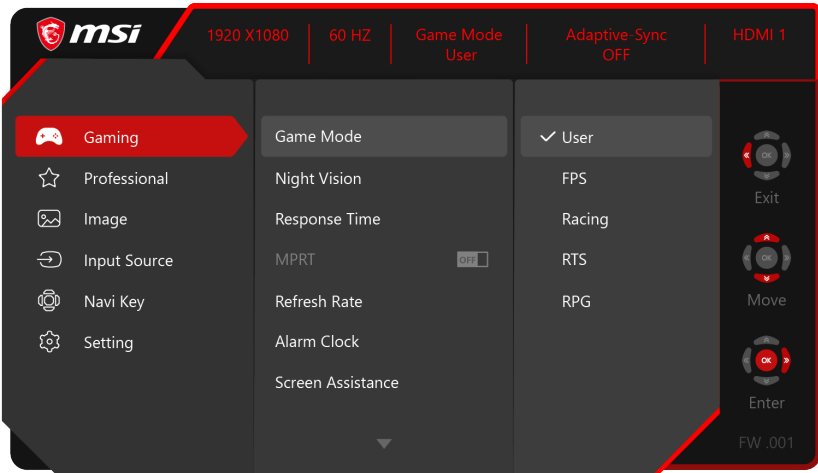 msi
1920 X1080
60 HZ
Game Mode
User
Adaptive-Sync
OFF
HDMI 1
Gaming
Professional
Image
Input Source
Navi Key
Setting
Game Mode
Night Vision
Response Time
MPRT OFF
Refresh Rate
Alarm Clock
Screen Assistance
User
FPS
Racing
RTS
RPG
OK
Exit
OK
Move
OK
Enter
FW .001